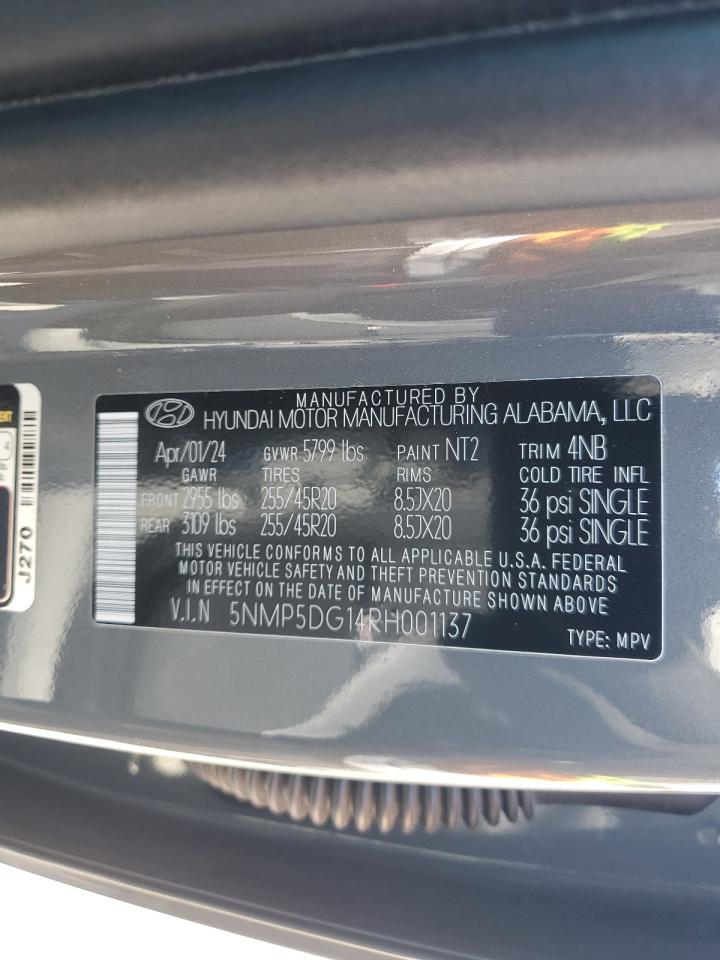 MANUFACTURED BY
HYUNDAI MOTOR MANUFACTURING ALABAMA, LLC
Apr/01/24 GVWR 5799 lbs PAINT NT2 TRIM 4NB
GAWR TIRES RIMS COLD TIRE INFL
FRONT 2955 lbs 255/45R20 8.5JX20 36 psi SINGLE
REAR 3109 lbs 255/45R20 8.5JX20 36 psi SINGLE
THIS VEHICLE CONFORMS TO ALL APPLICABLE U.S.A. FEDERAL
MOTOR VEHICLE SAFETY AND THEFT PREVENTION STANDARDS
IN EFFECT ON THE DATE OF MANUFACTURE SHOWN ABOVE
V.I.N 5NMP5DG14RH001137
TYPE: MPV
J270